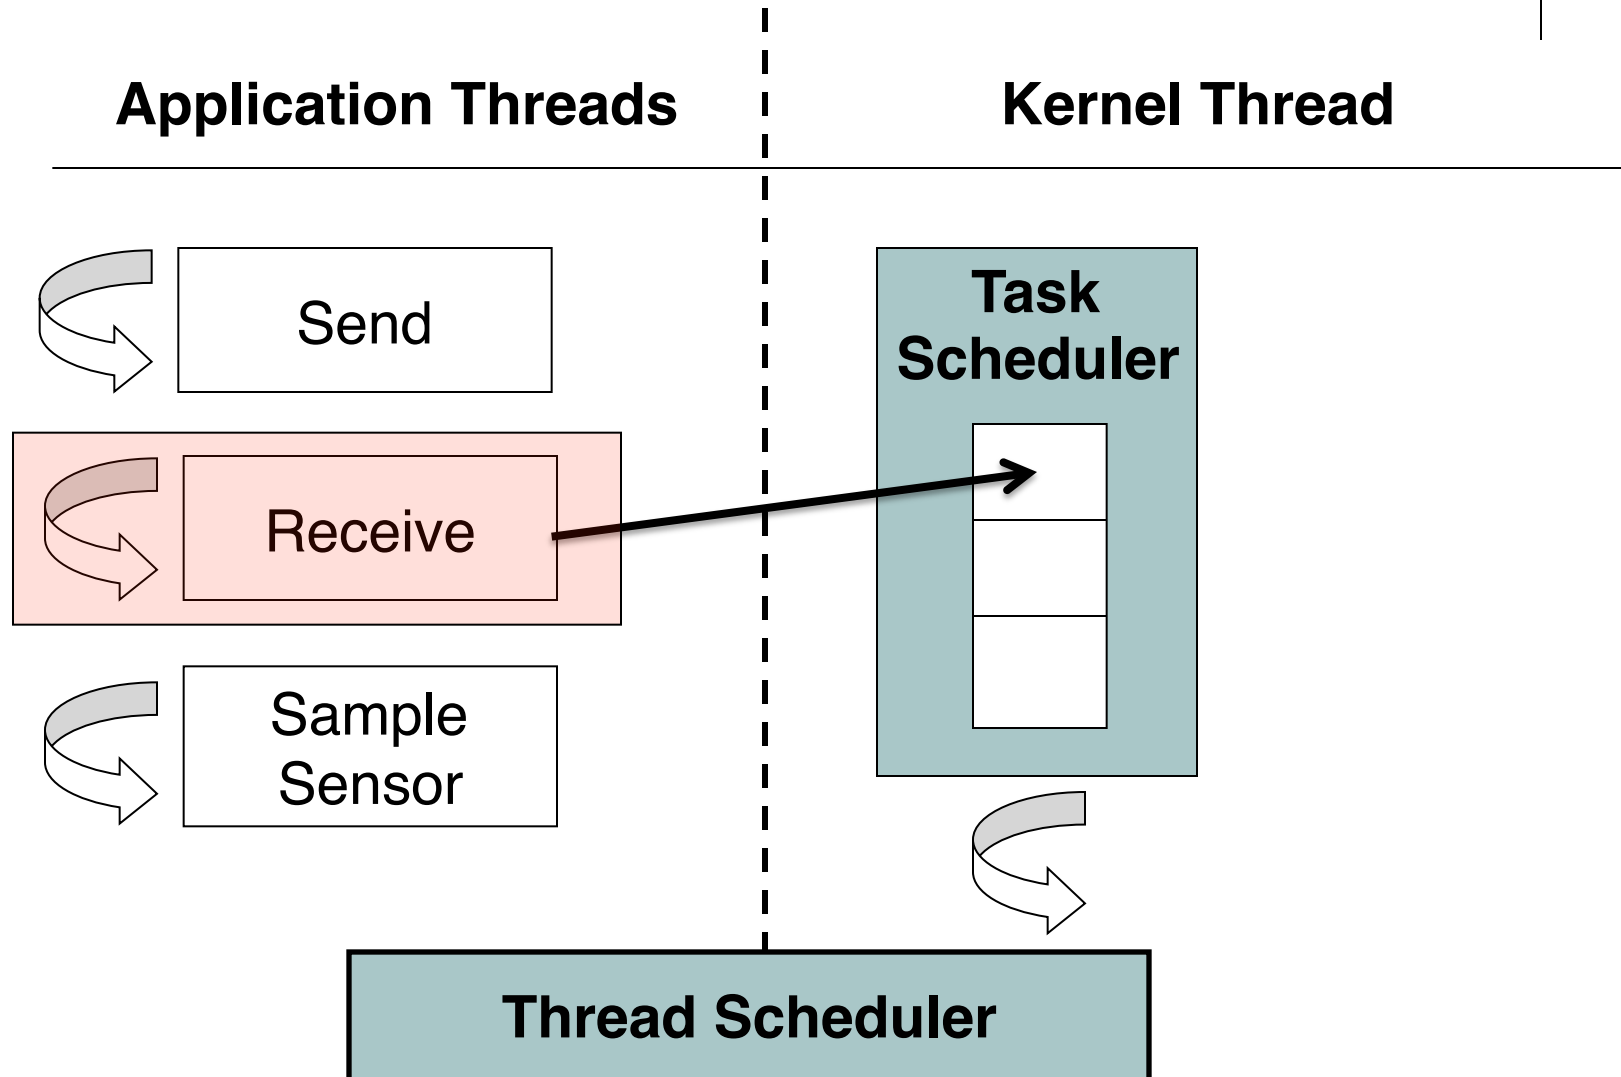 Application Threads
Kernel Thread
Send
Receive
Sample
Sensor
Task
Scheduler
Thread Scheduler